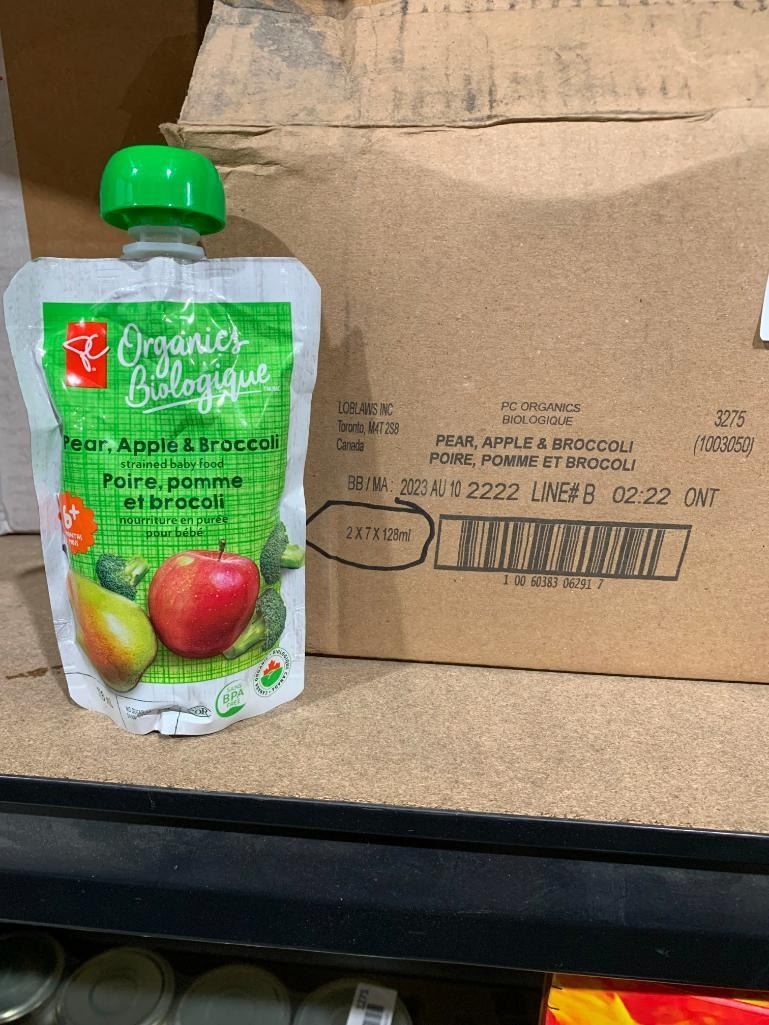 PC
Organics
Biologique
Pear, Apple & Broccoli
strained baby food
Poire, pomme
et brocoli
nourriture en purée
pour bébé
6+
SANS
BPA
FREE
LOBLAWS INC
Toronto, M4T 2S8
Canada
PC ORGANICS
BIOLOGIQUE
PEAR, APPLE & BROCCOLI
POIRE, POMME ET BROCOLI
3275
(1003050)
BB / MA: 2023 AU 10 2222 LINE# B 02:22 ONT
2 X 7 X 128ml
1 00 60383 06291 7